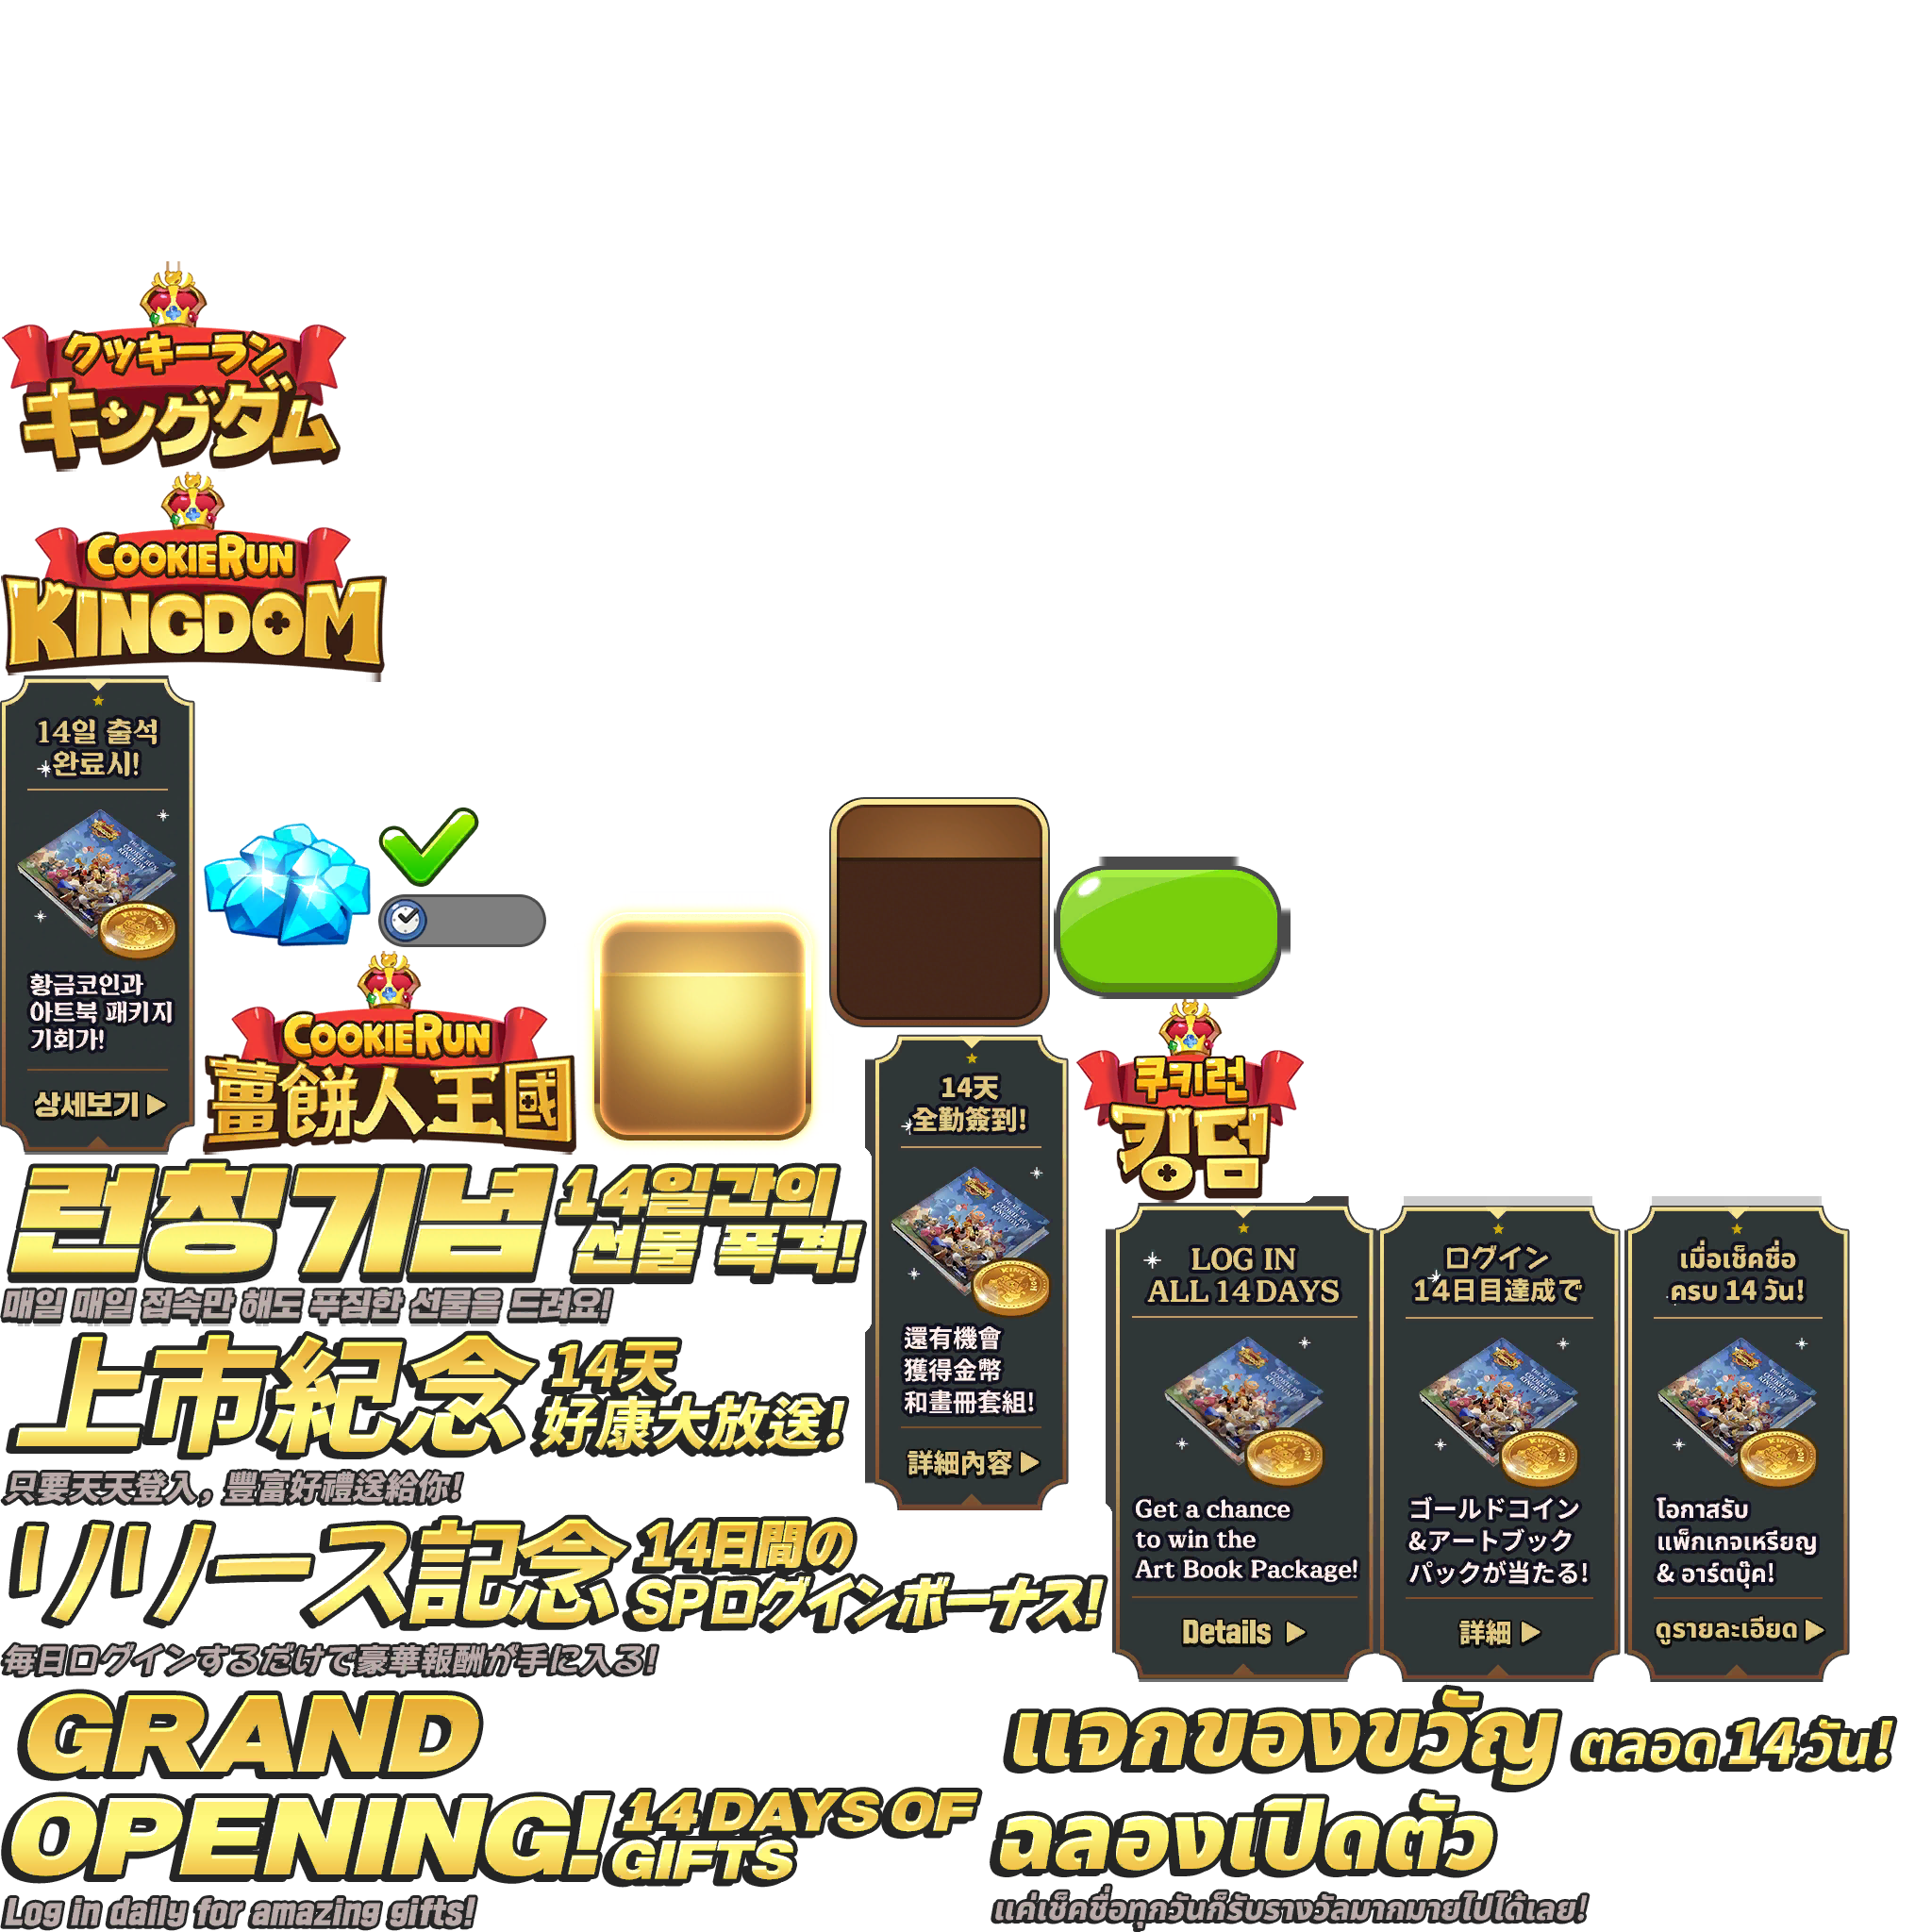 クッキーラン
キングダム
COOKIERUN
KINGDOM
14일 출석
완료시!
THE ART OF
COOKIE RUN
KINGDOM
황금코인과
아트북 패키지
기회가!
상세보기
COOKIERUN
薑餅人王國
14天
全勤簽到!
THE ART OF
COOKIE RUN
KINGDOM
還有機會
獲得金幣
和畫冊套組!
詳細內容
쿠키런
킹덤
런칭기념
14일간의
선물 폭격!
매일 매일 접속만 해도 푸짐한 선물을 드려요!
上市紀念
14天
好康大放送!
只要天天登入，豐富好禮送給你!
リリース記念
14日間の
SPログインボーナス!
毎日ログインするだけで豪華報酬が手に入る!
LOG IN
ALL 14 DAYS
Get a chance
to win the
Art Book Package!
Details
ログイン
14日目達成で
ゴールドコイン
&アートブック
パックが当たる!
詳細
เมื่อเช็คชื่อ
ครบ 14 วัน!
โอกาสรับ
แพ็กเกจเหรียญ
& อาร์ตบุ๊ค!
ดูรายละเอียด
GRAND
OPENING!
14 DAYS OF
GIFTS
Log in daily for amazing gifts!
แจกของขวัญ ตลอด 14 วัน!
ฉลองเปิดตัว
แค่เช็คชื่อทุกวันก็รับรางวัลมากมายไปได้เลย!